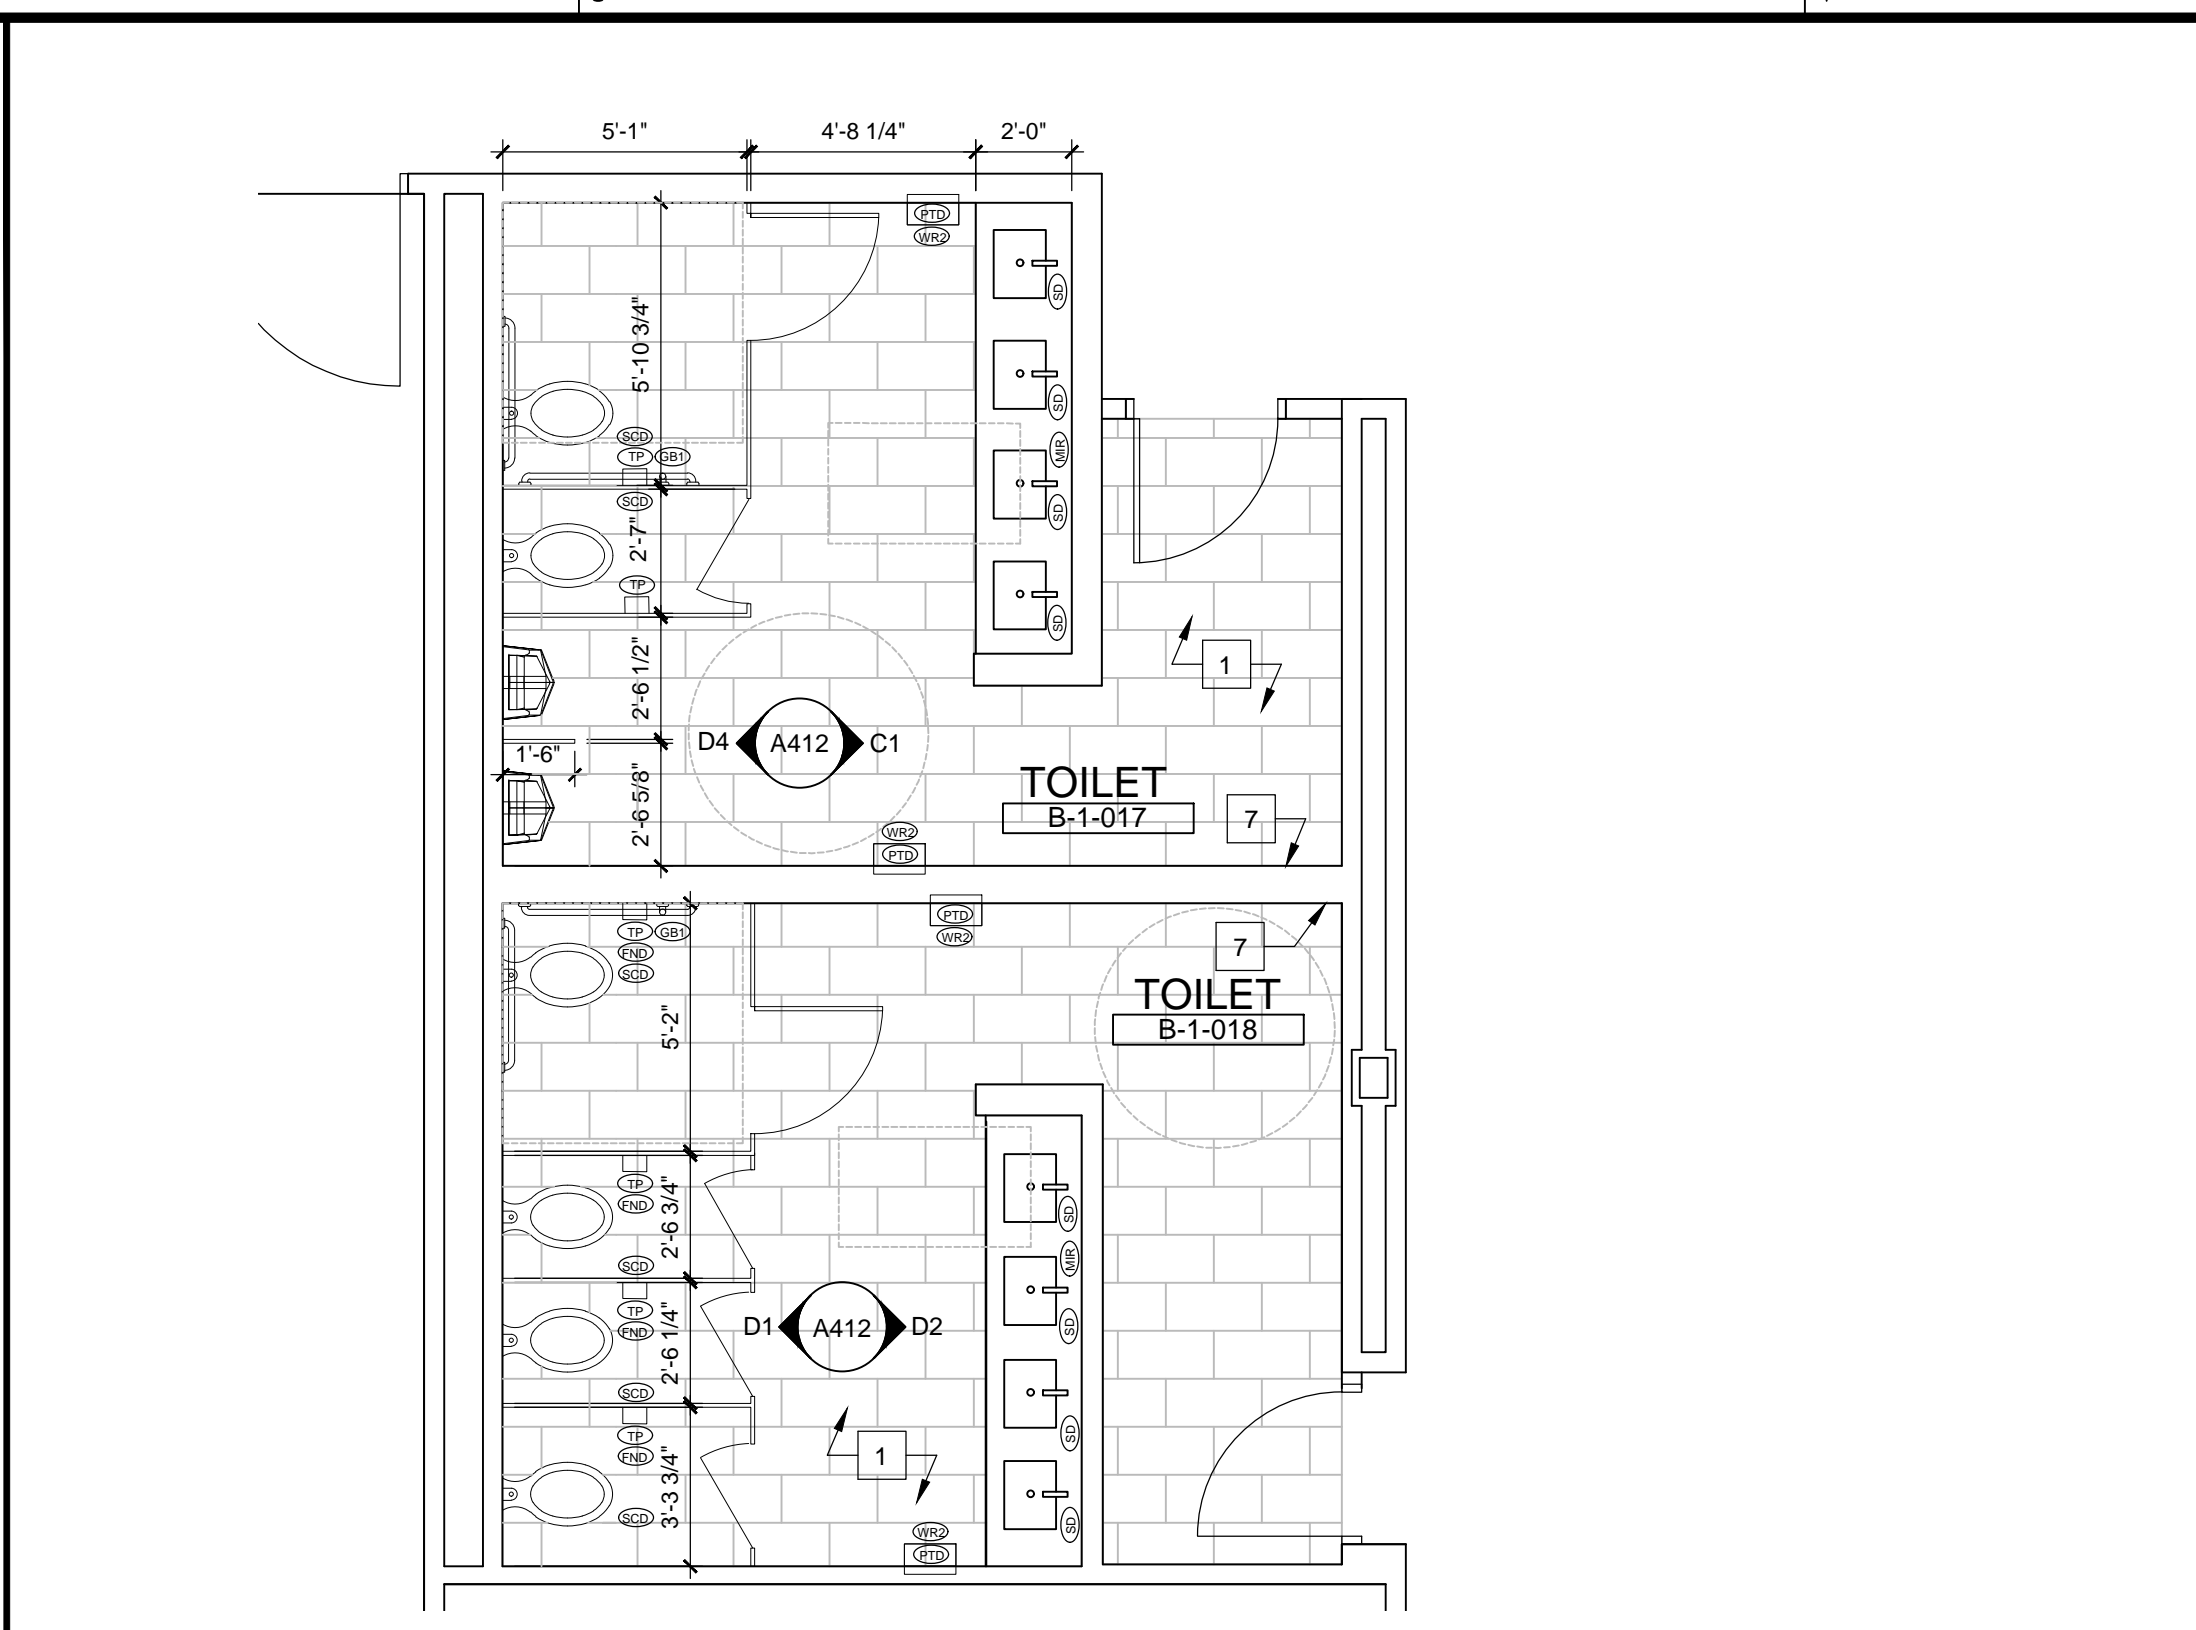 5'-1" 4'-8 1/4" 2'-0"
PTD
WR2
SD
5'-10 3/4"
SD
SCD
MIR
TP GB1
SCD
SD
2'-7"
TP
SD
2'-6 1/2"
1
D4 A412 C1
1'-6"
TOILET
2'-6 5/8"
B-1-017
7
WR2
PTD
PTD
TP GB1
WR2
FND
7
SCD
TOILET
5'-2"
B-1-018
TP
FND
SD
2'-6 3/4"
MIR
SCD
TP
D1 A412 D2
SD
FND
2'-6 1/4"
SCD
TP
SD
FND
1
3'-3 3/4"
SCD
SD
WR2
PTD